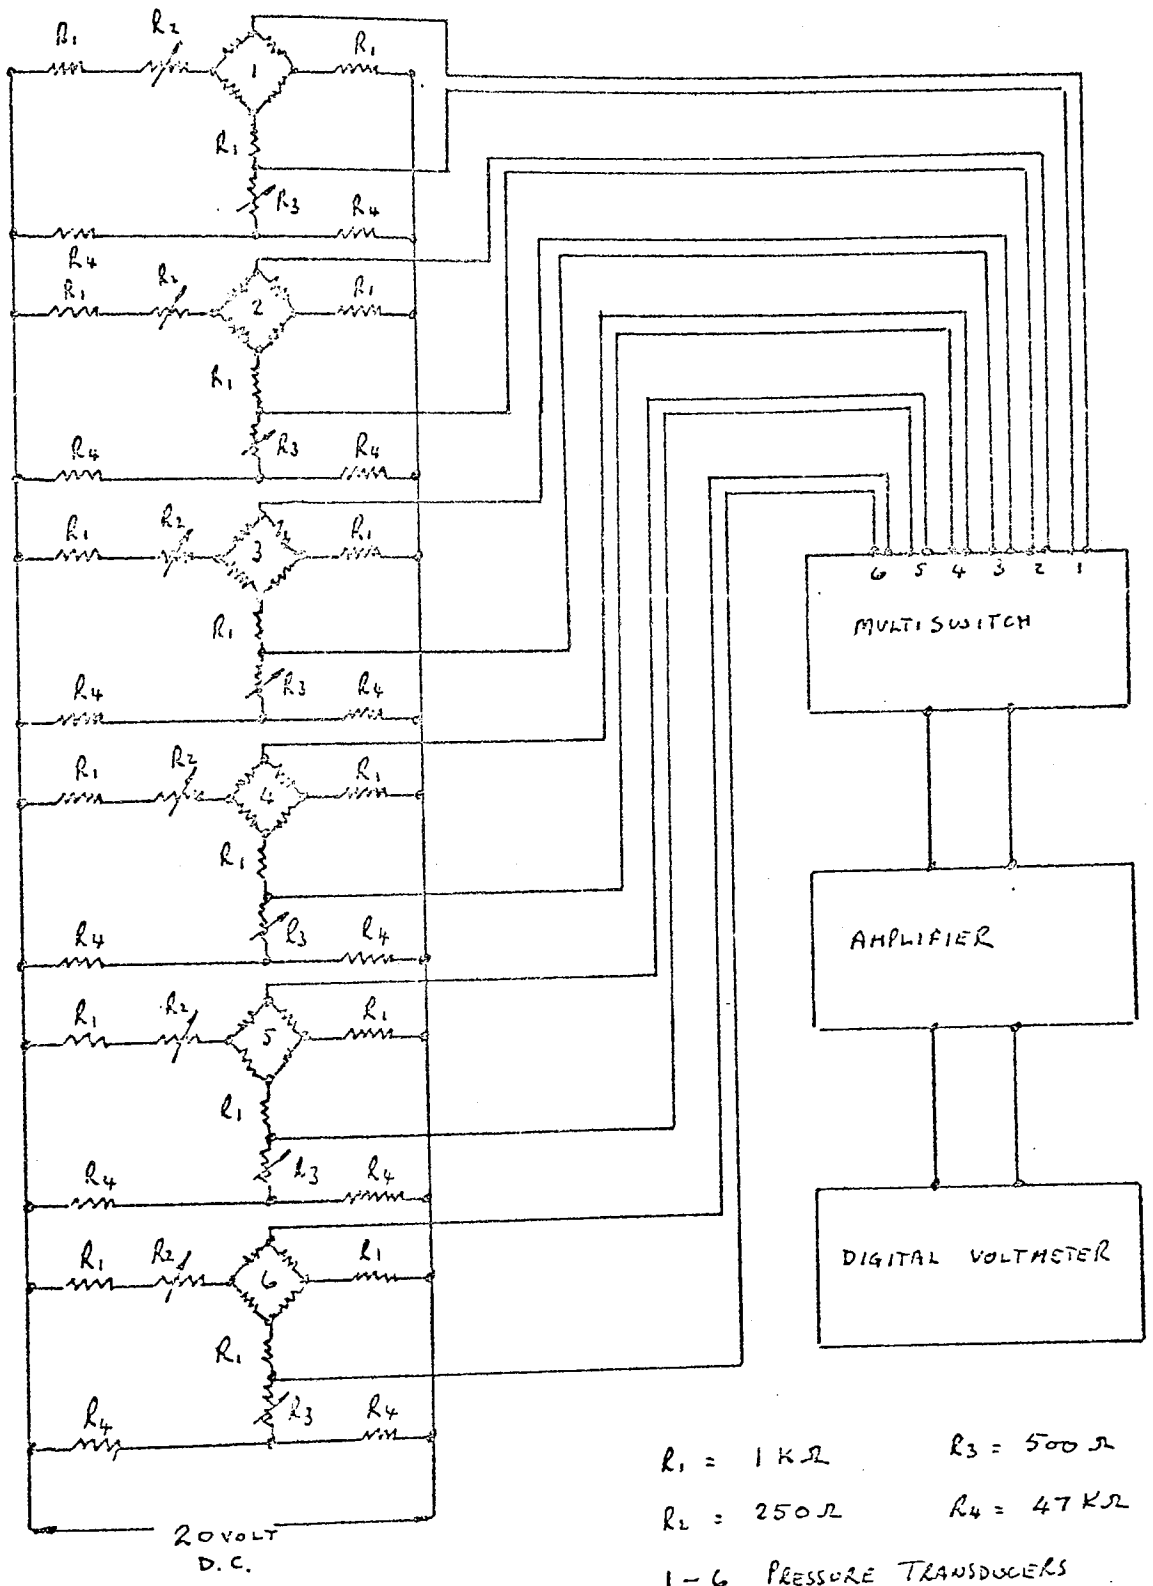 R1 R2 1 R1
R1
R3
R4
R4
R1 R2 2 R1
R1
R4 R3 R4
R1 R2 3 R1
R1
R4 R3 R4
R1 R2 4 R1
R1
R4 R3 R4
R1 R2 5 R1
R1
R4 R3 R4
R1 R2 6 R1
R1
R4 R3 R4
20 VOLT
D.C.
6 5 4 3 2 1
MULTISWITCH
AMPLIFIER
DIGITAL VOLTMETER
R1 = 1 KΩ R3 = 500 Ω
R2 = 250 Ω R4 = 47 KΩ
1-6 PRESSURE TRANSDUCERS